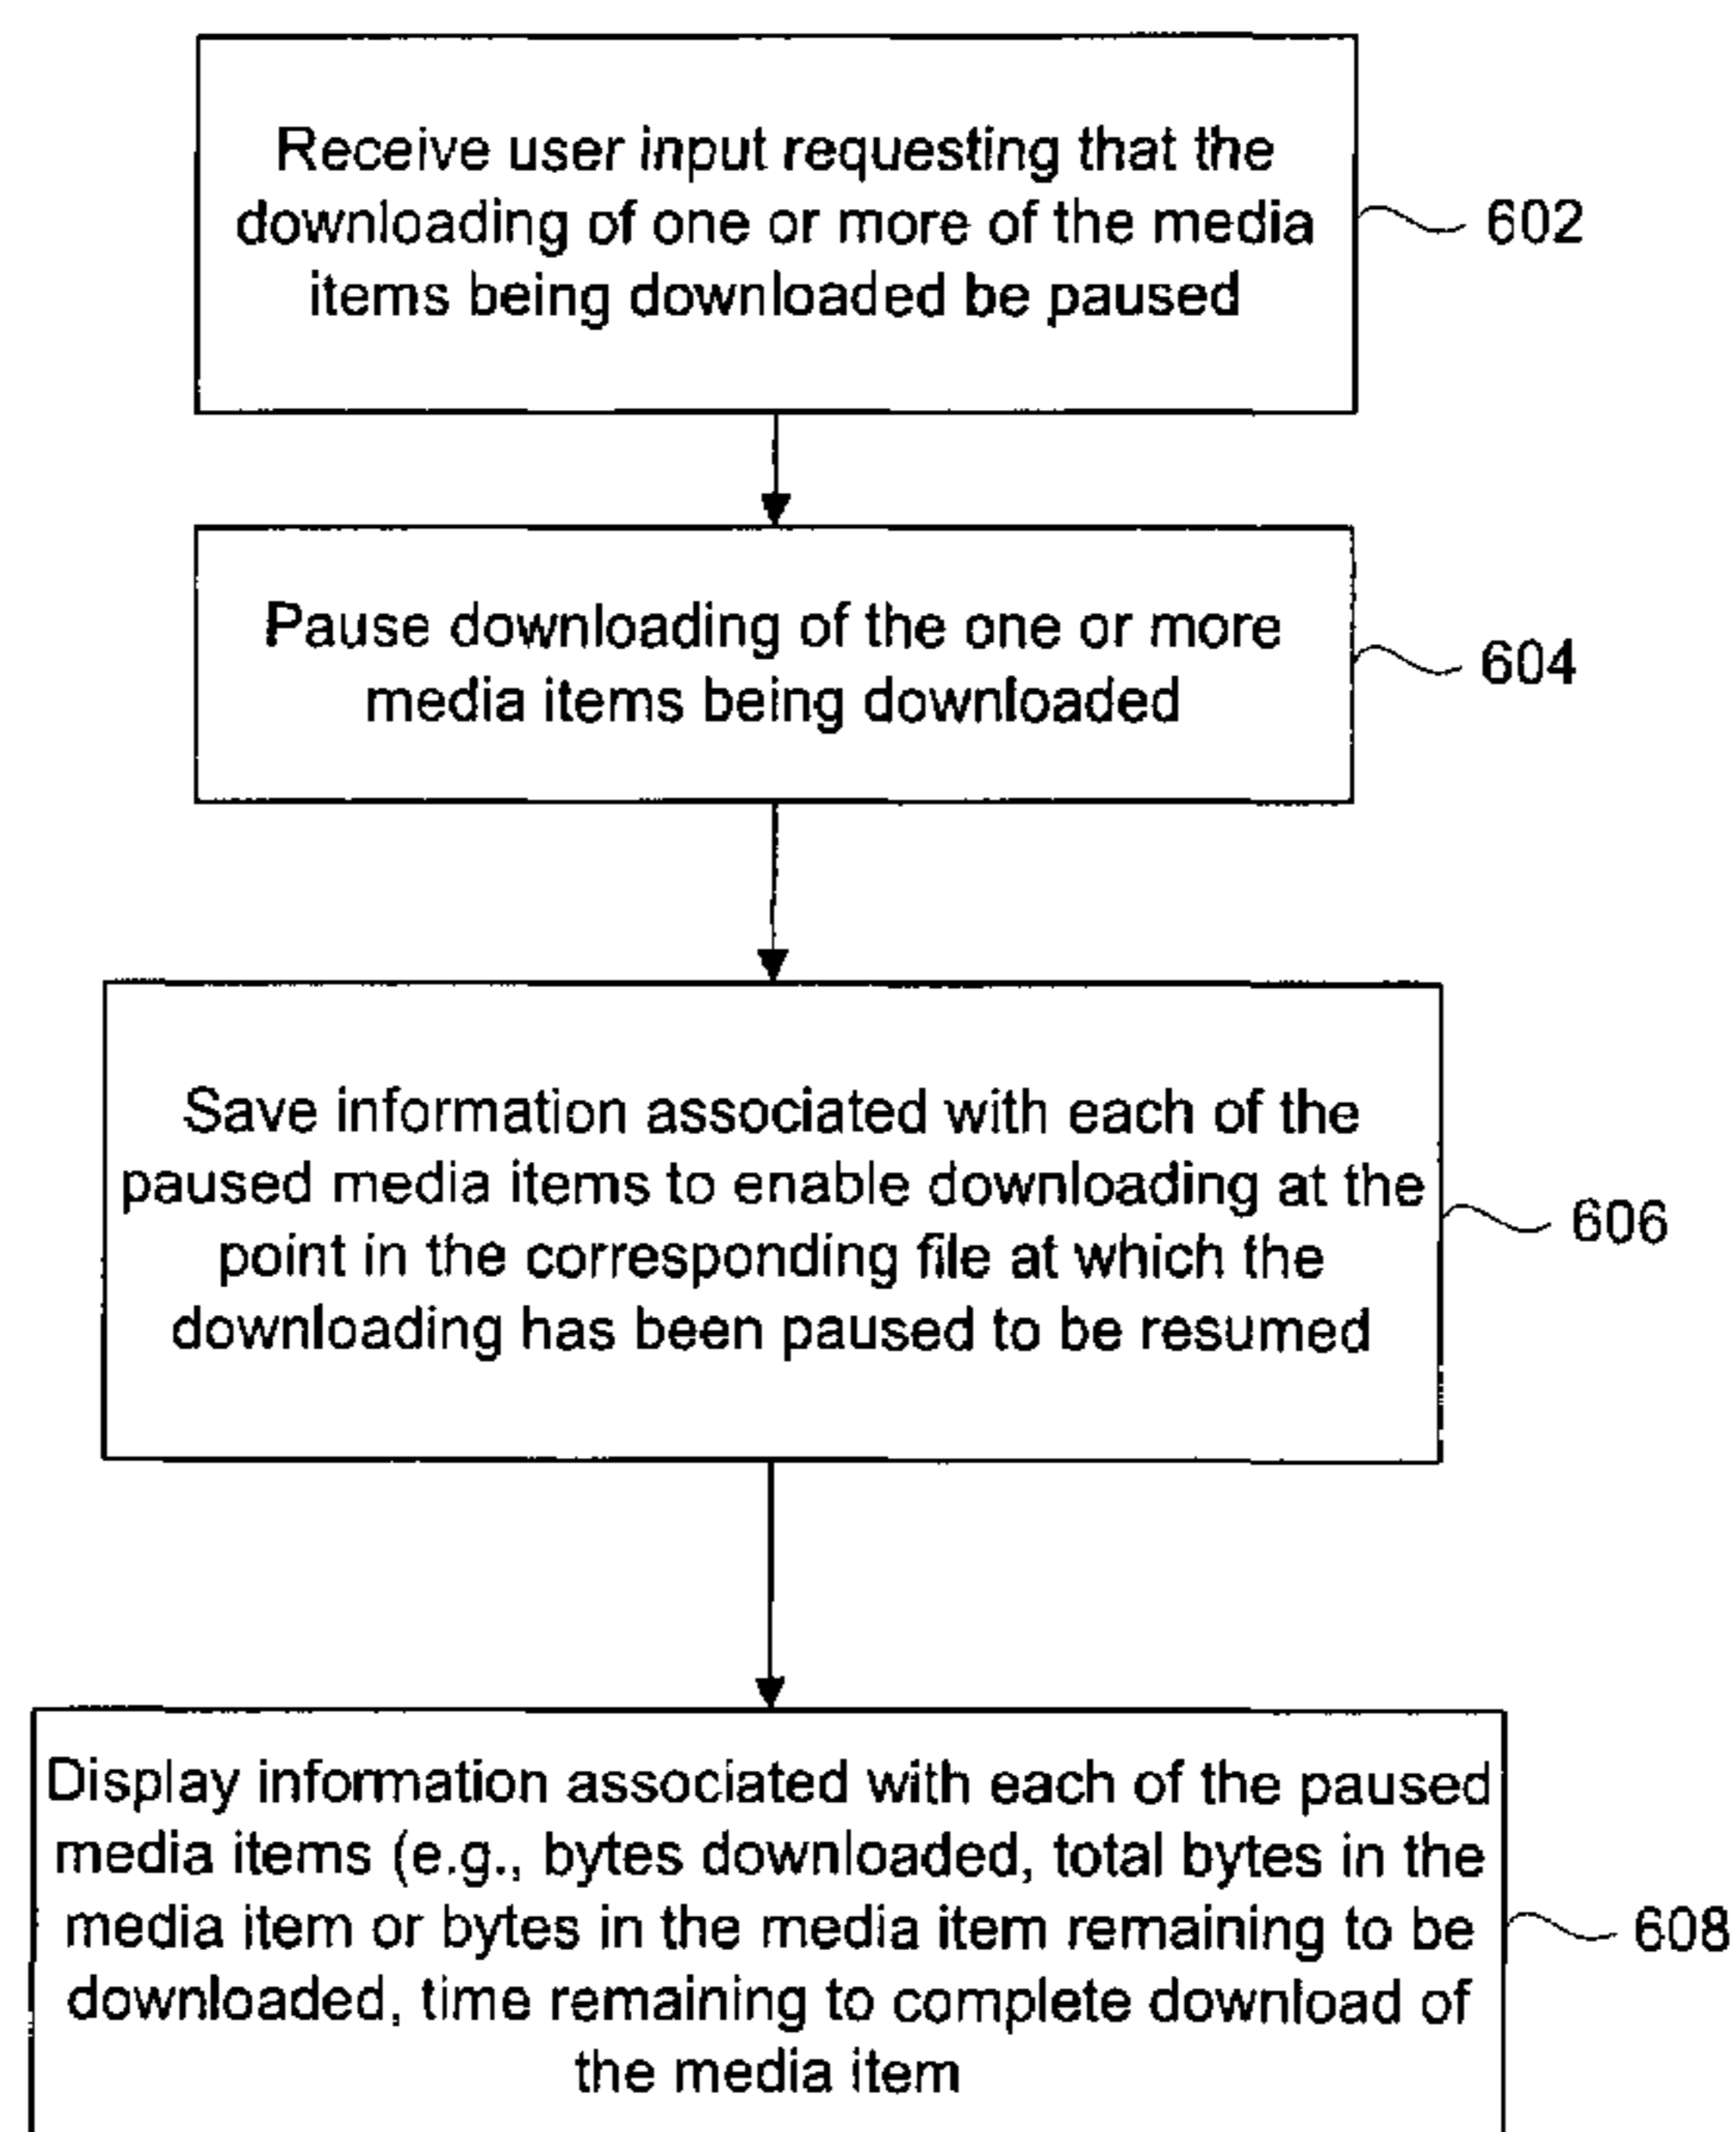 Receive user input requesting that the
downloading of one or more of the media
items being downloaded be paused
602
Pause downloading of the one or more
media items being downloaded
604
Save information associated with each of the
paused media items to enable downloading at the
point in the corresponding file at which the
downloading has been paused to be resumed
606
Display information associated with each of the paused
media items (e.g., bytes downloaded, total bytes in the
media item or bytes in the media item remaining to be
downloaded, time remaining to complete download of
the media item
608